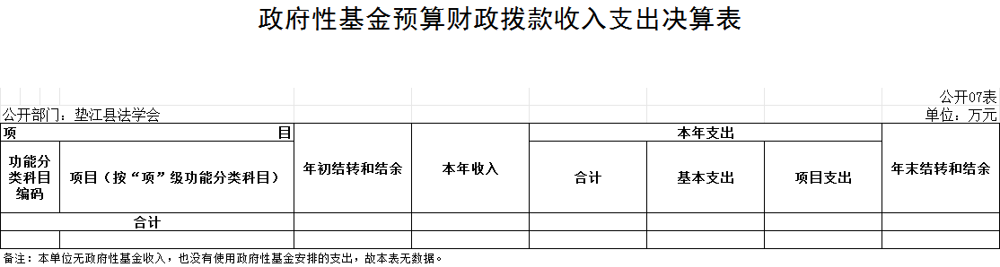 政府性基金预算财政拨款收入支出决算表
公开07表
公开部门：垫江县法学会 单位：万元
项 目 年初结转和结余 本年收入 本年支出 年末结转和结余
功能分类科目编码 项目（按“项”级功能分类科目） 合计 基本支出 项目支出
合计
备注：本单位无政府性基金收入，也没有使用政府性基金安排的支出，故本表无数据。